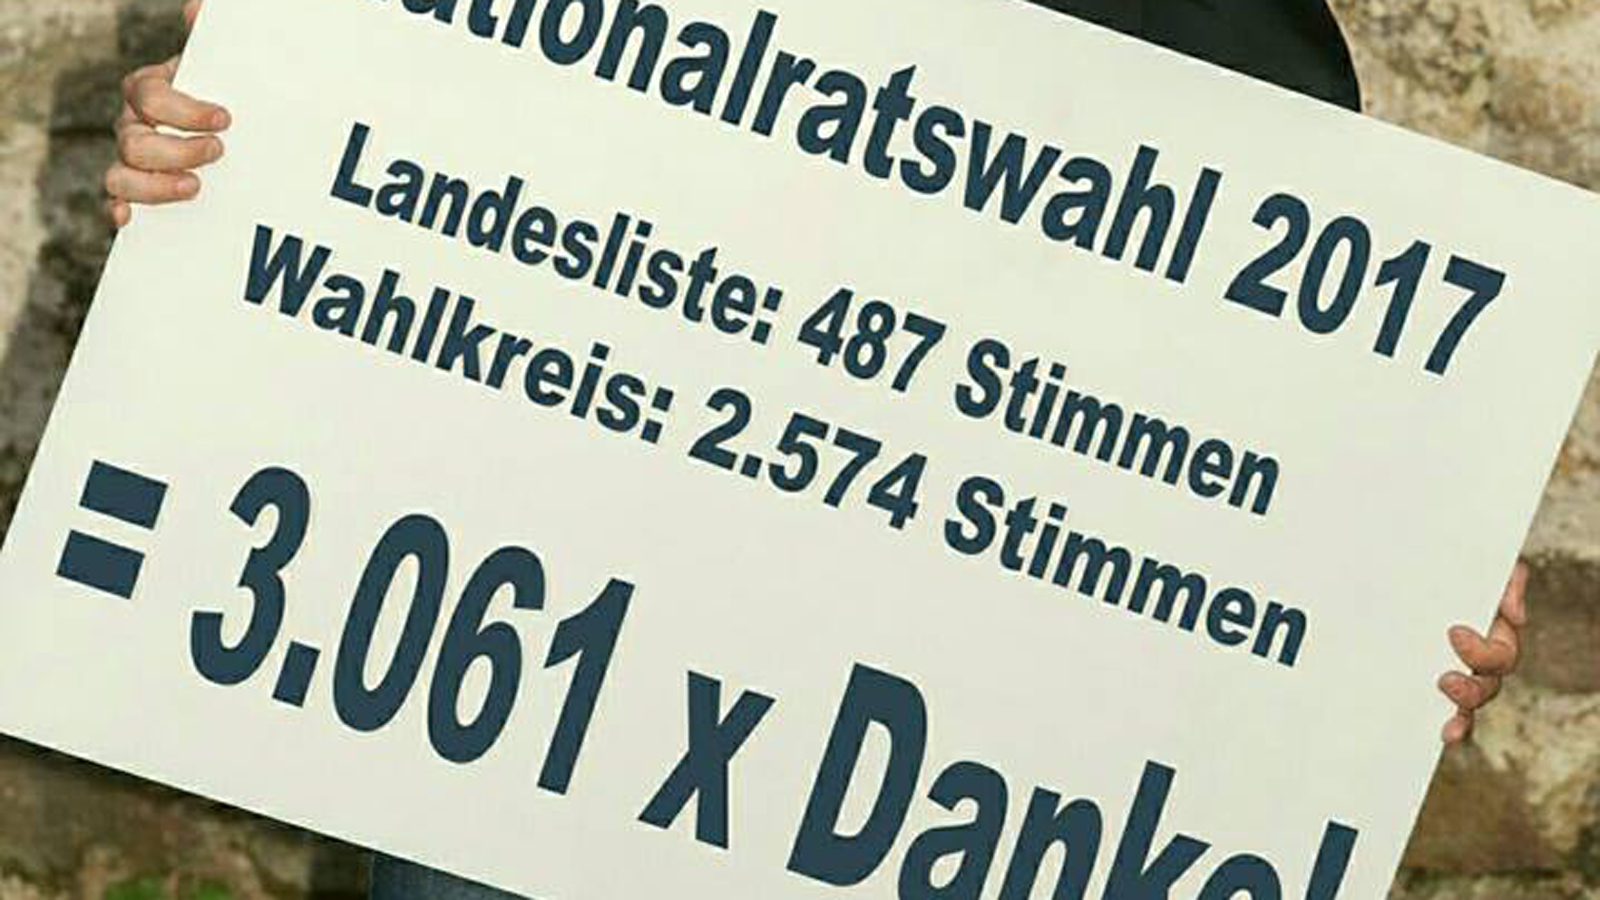 Nationalratswahl 2017
Landesliste: 487 Stimmen
Wahlkreis: 2.574 Stimmen
= 3.061 x Danke!